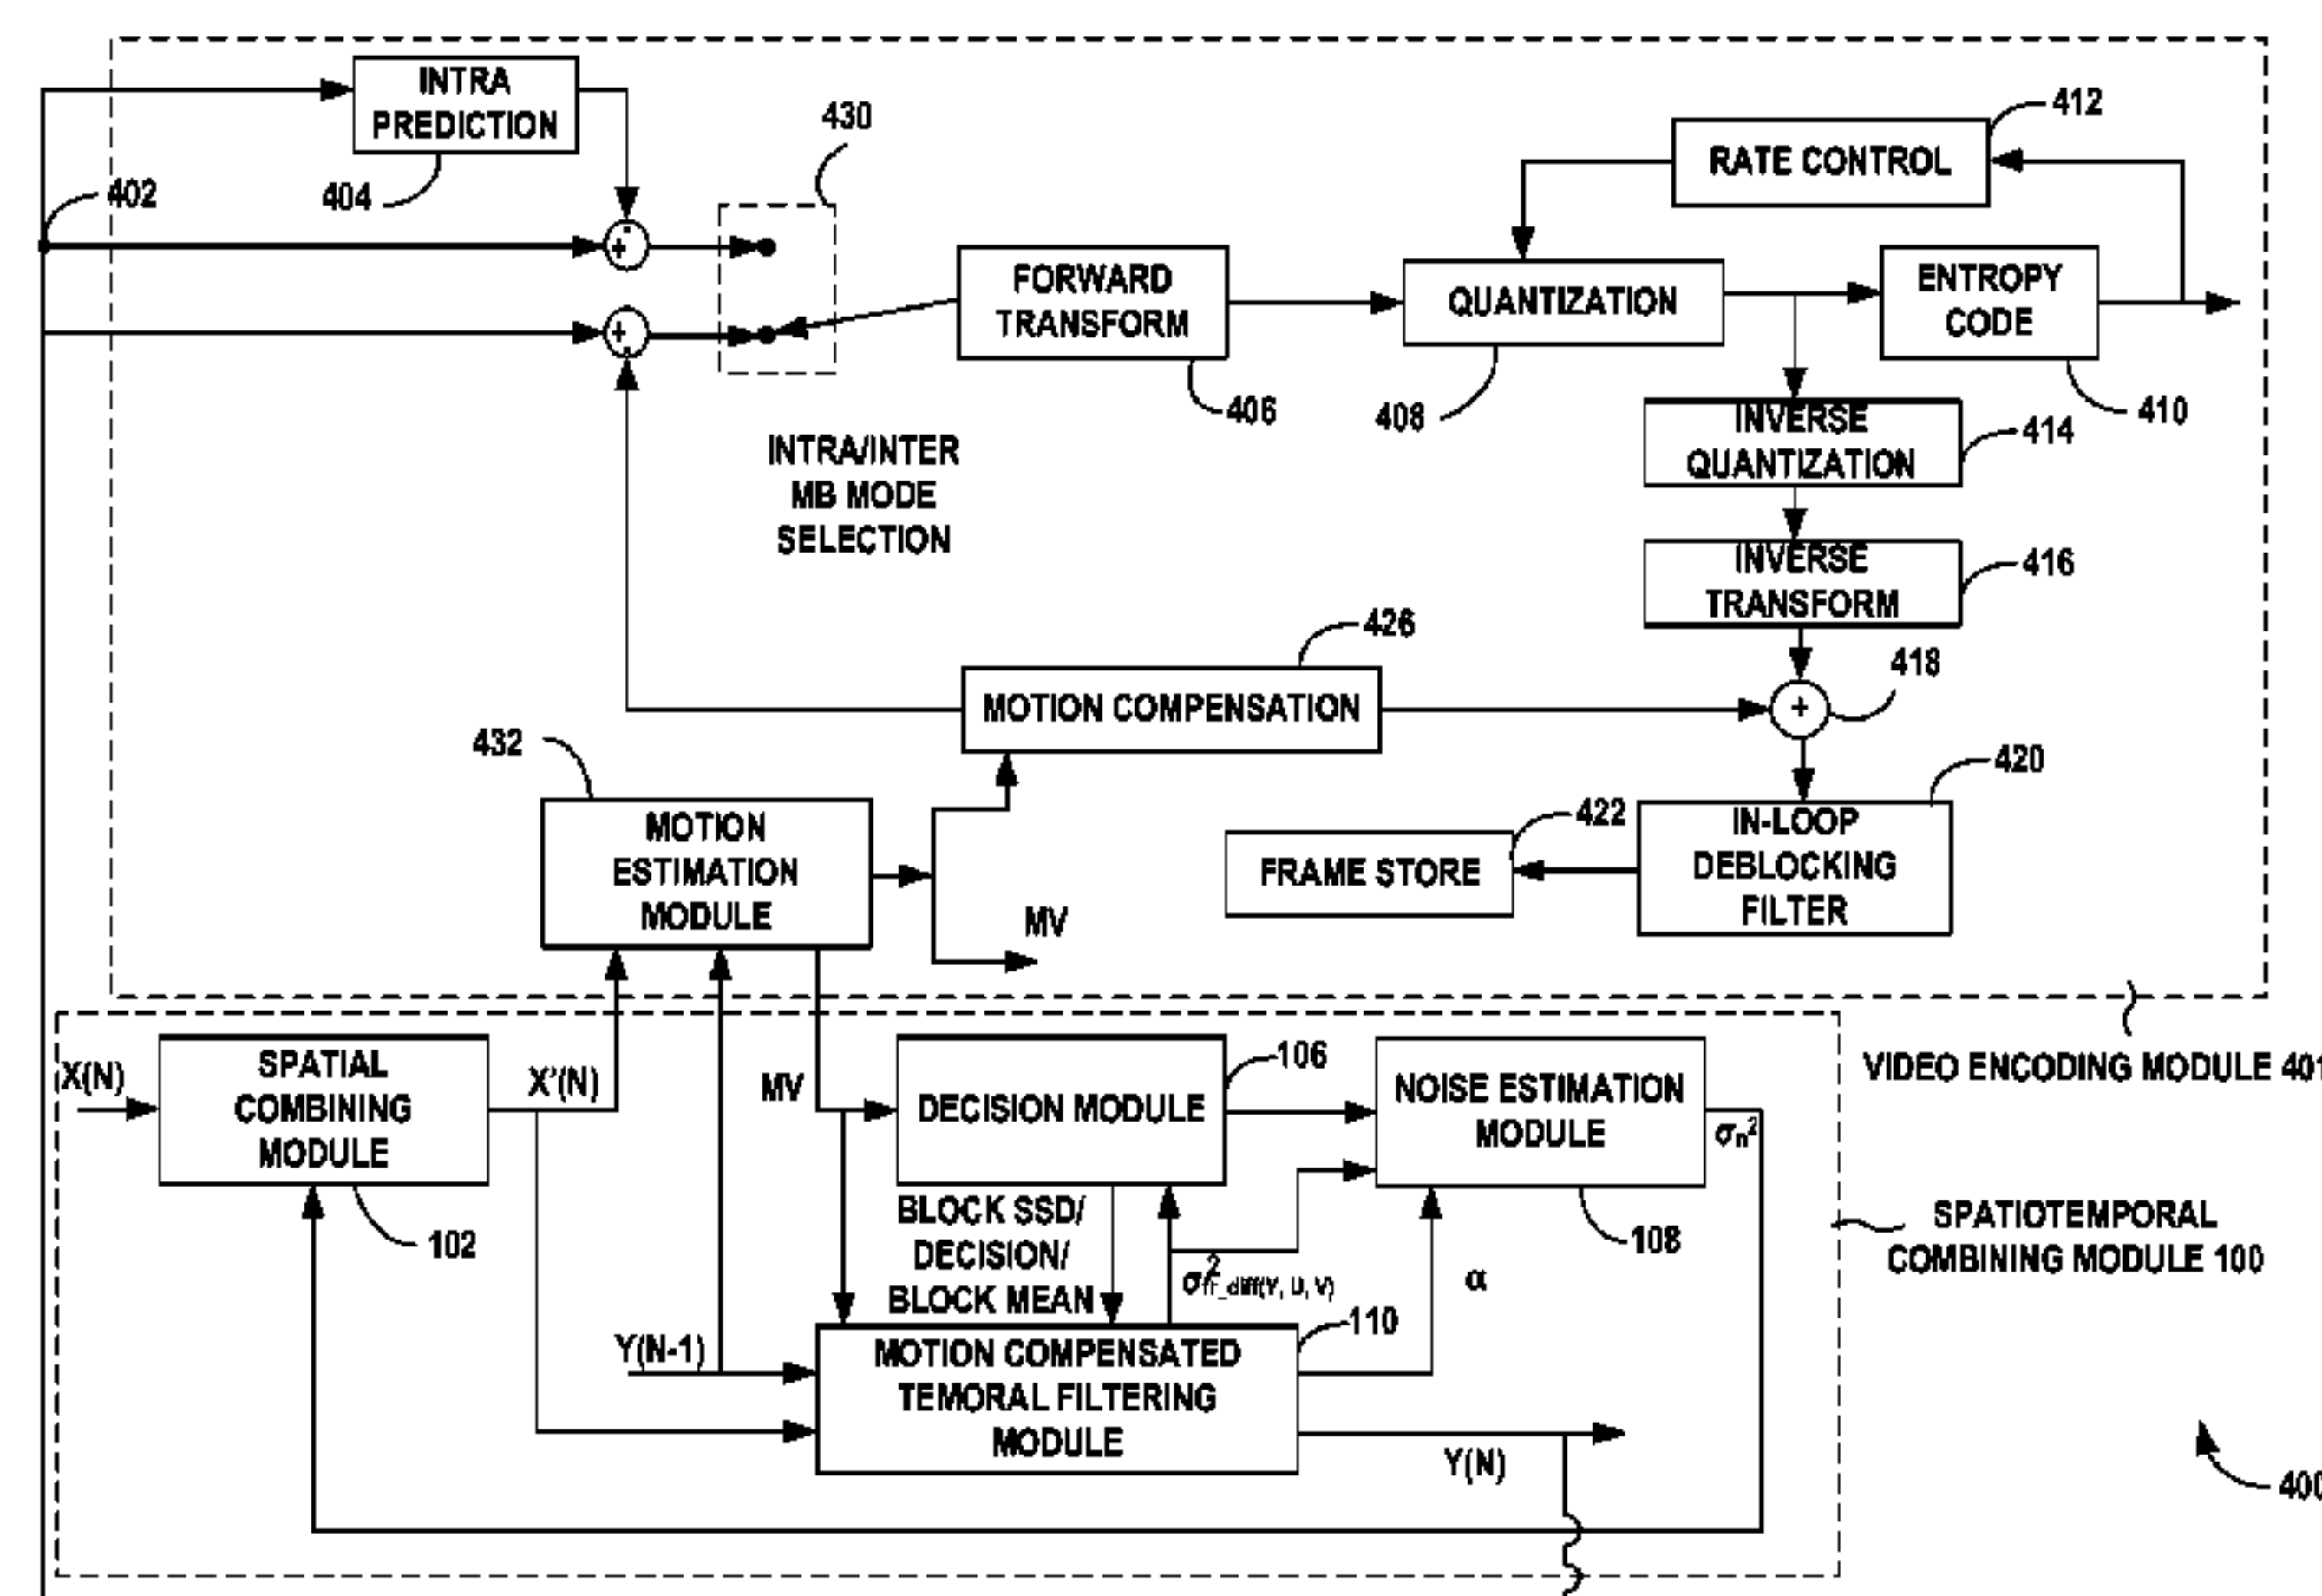 INTRA
PREDICTION
404
402
430
412
RATE CONTROL
+
-
+
-
FORWARD
TRANSFORM
406
QUANTIZATION
408
ENTROPY
CODE
410
INTRA/INTER
MB MODE
SELECTION
INVERSE
QUANTIZATION
414
INVERSE
TRANSFORM
416
426
MOTION COMPENSATION
418
+
432
MOTION
ESTIMATION
MODULE
MV
422
FRAME STORE
420
IN-LOOP
DEBLOCKING
FILTER
VIDEO ENCODING MODULE 401
X(N)
SPATIAL
COMBINING
MODULE
102
X'(N)
MV
DECISION MODULE
106
NOISE ESTIMATION
MODULE
108
σn²
BLOCK SSD/
DECISION/
BLOCK MEAN
σ²fr_diff(Y, U, V)
α
SPATIOTEMPORAL
COMBINING MODULE 100
Y(N-1)
110
MOTION COMPENSATED
TEMORAL FILTERING
MODULE
Y(N)
400